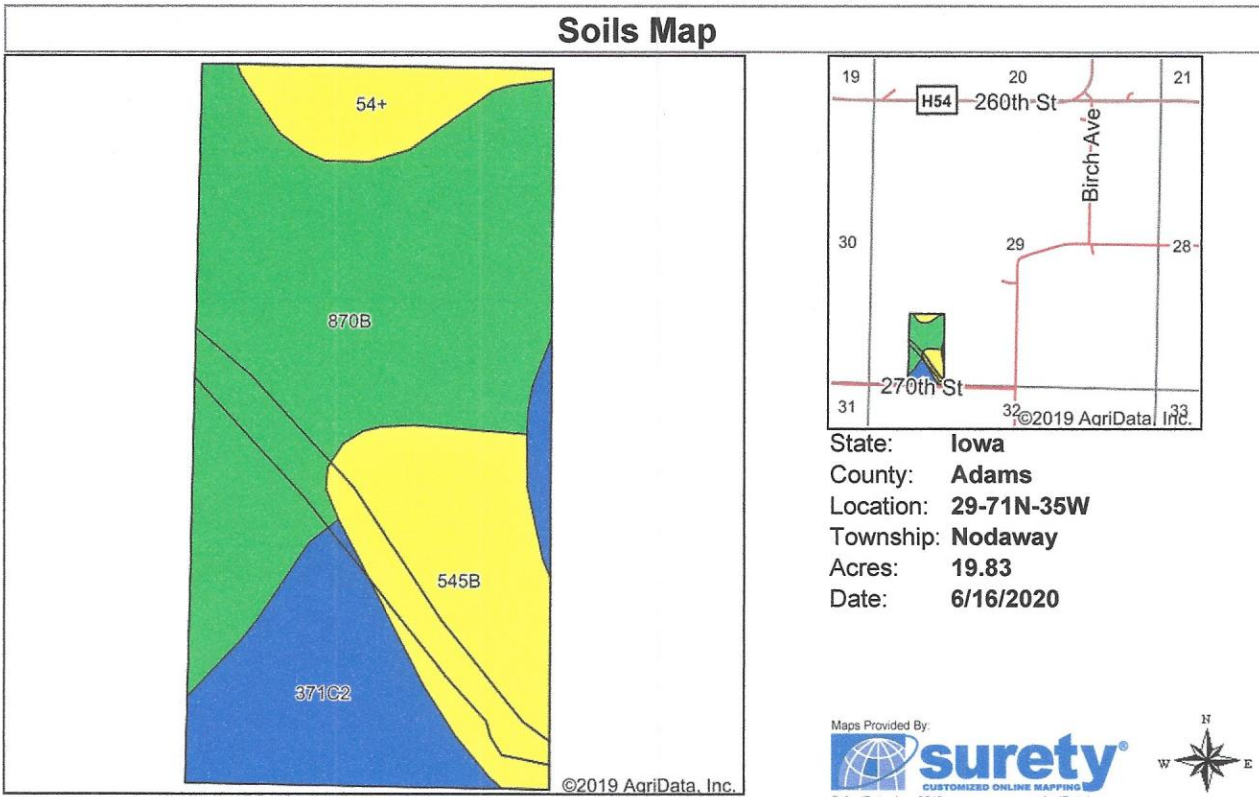 Soils Map
54+
870B
545B
371C2
©2019 AgriData, Inc.
19
20
21
H54
260th St
Birch Ave
30
29
28
270th St
31
32
33
©2019 AgriData, Inc.
State: Iowa
County: Adams
Location: 29-71N-35W
Township: Nodaway
Acres: 19.83
Date: 6/16/2020
Maps Provided By:
surety®
CUSTOMIZED ONLINE MAPPING
N
W
E